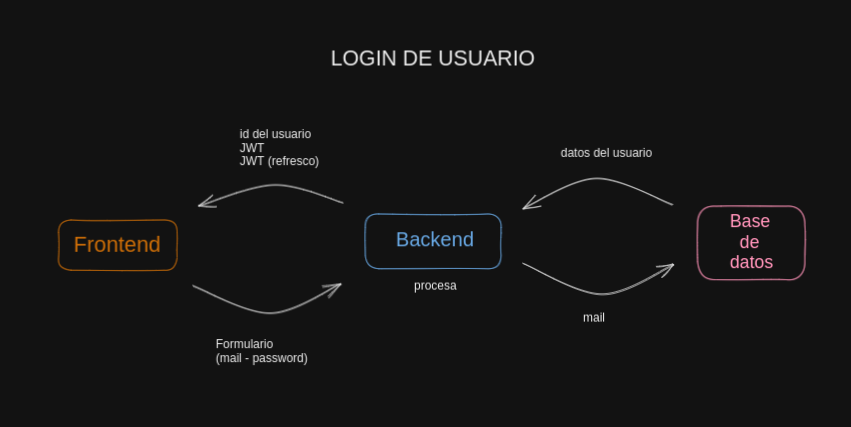 LOGIN DE USUARIO
id del usuario
JWT
JWT (refresco)
datos del usuario
Frontend
Backend
Base
de
datos
procesa
mail
Formulario
(mail - password)